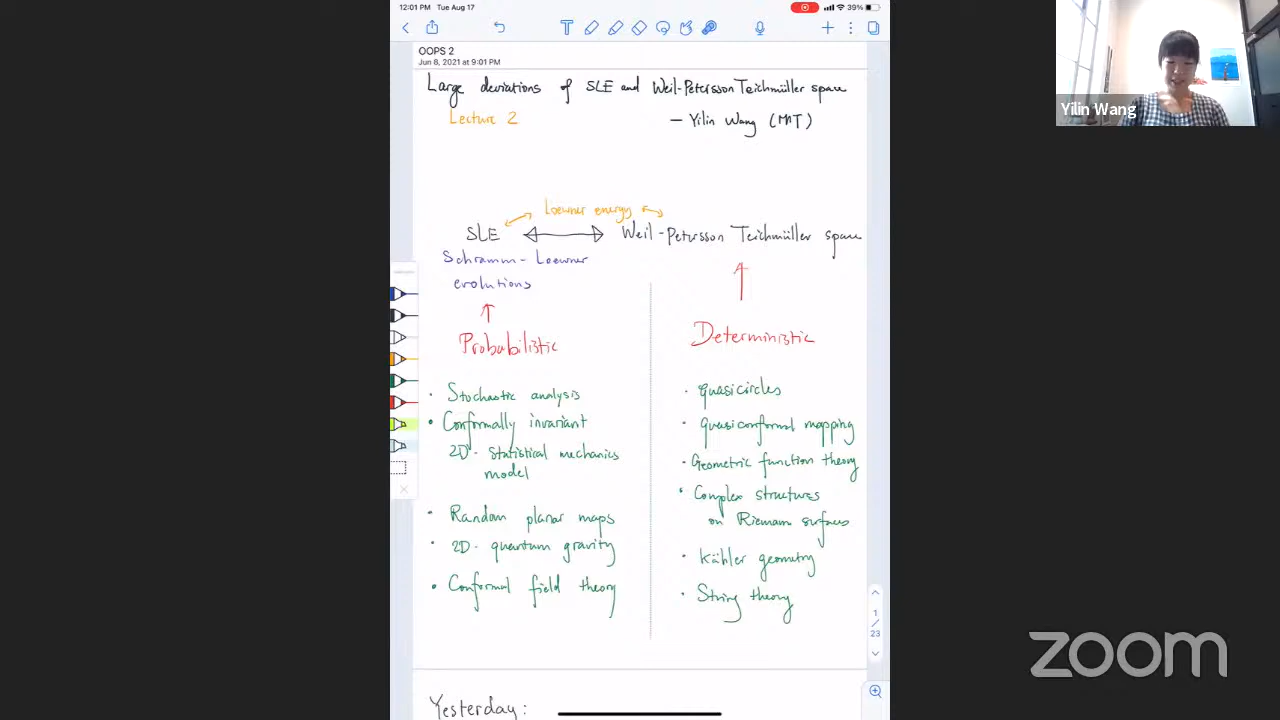 12:01 PM Tue Aug 17
39%
OOPS 2
Jun 8, 2021 at 9:01 PM
Large deviations of SLE and Weil-Petersson Teichmüller space
Lecture 2
— Yilin Wang (MIT)
Loewner energy
SLE
Weil-Petersson Teichmüller space
Schramm-Loewner
evolutions
Probabilistic
Deterministic
• Stochastic analysis
• Conformally invariant
2D· Statistical mechanics
model
• Random planar maps
• 2D· quantum gravity
• Conformal field theory
• quasicircles
• quasiconformal mapping
• Geometric function theory
• Complex structures
on Riemann surfaces
• Kähler geometry
• String theory
1
/
23
Yesterday:
Yilin Wang
zoom